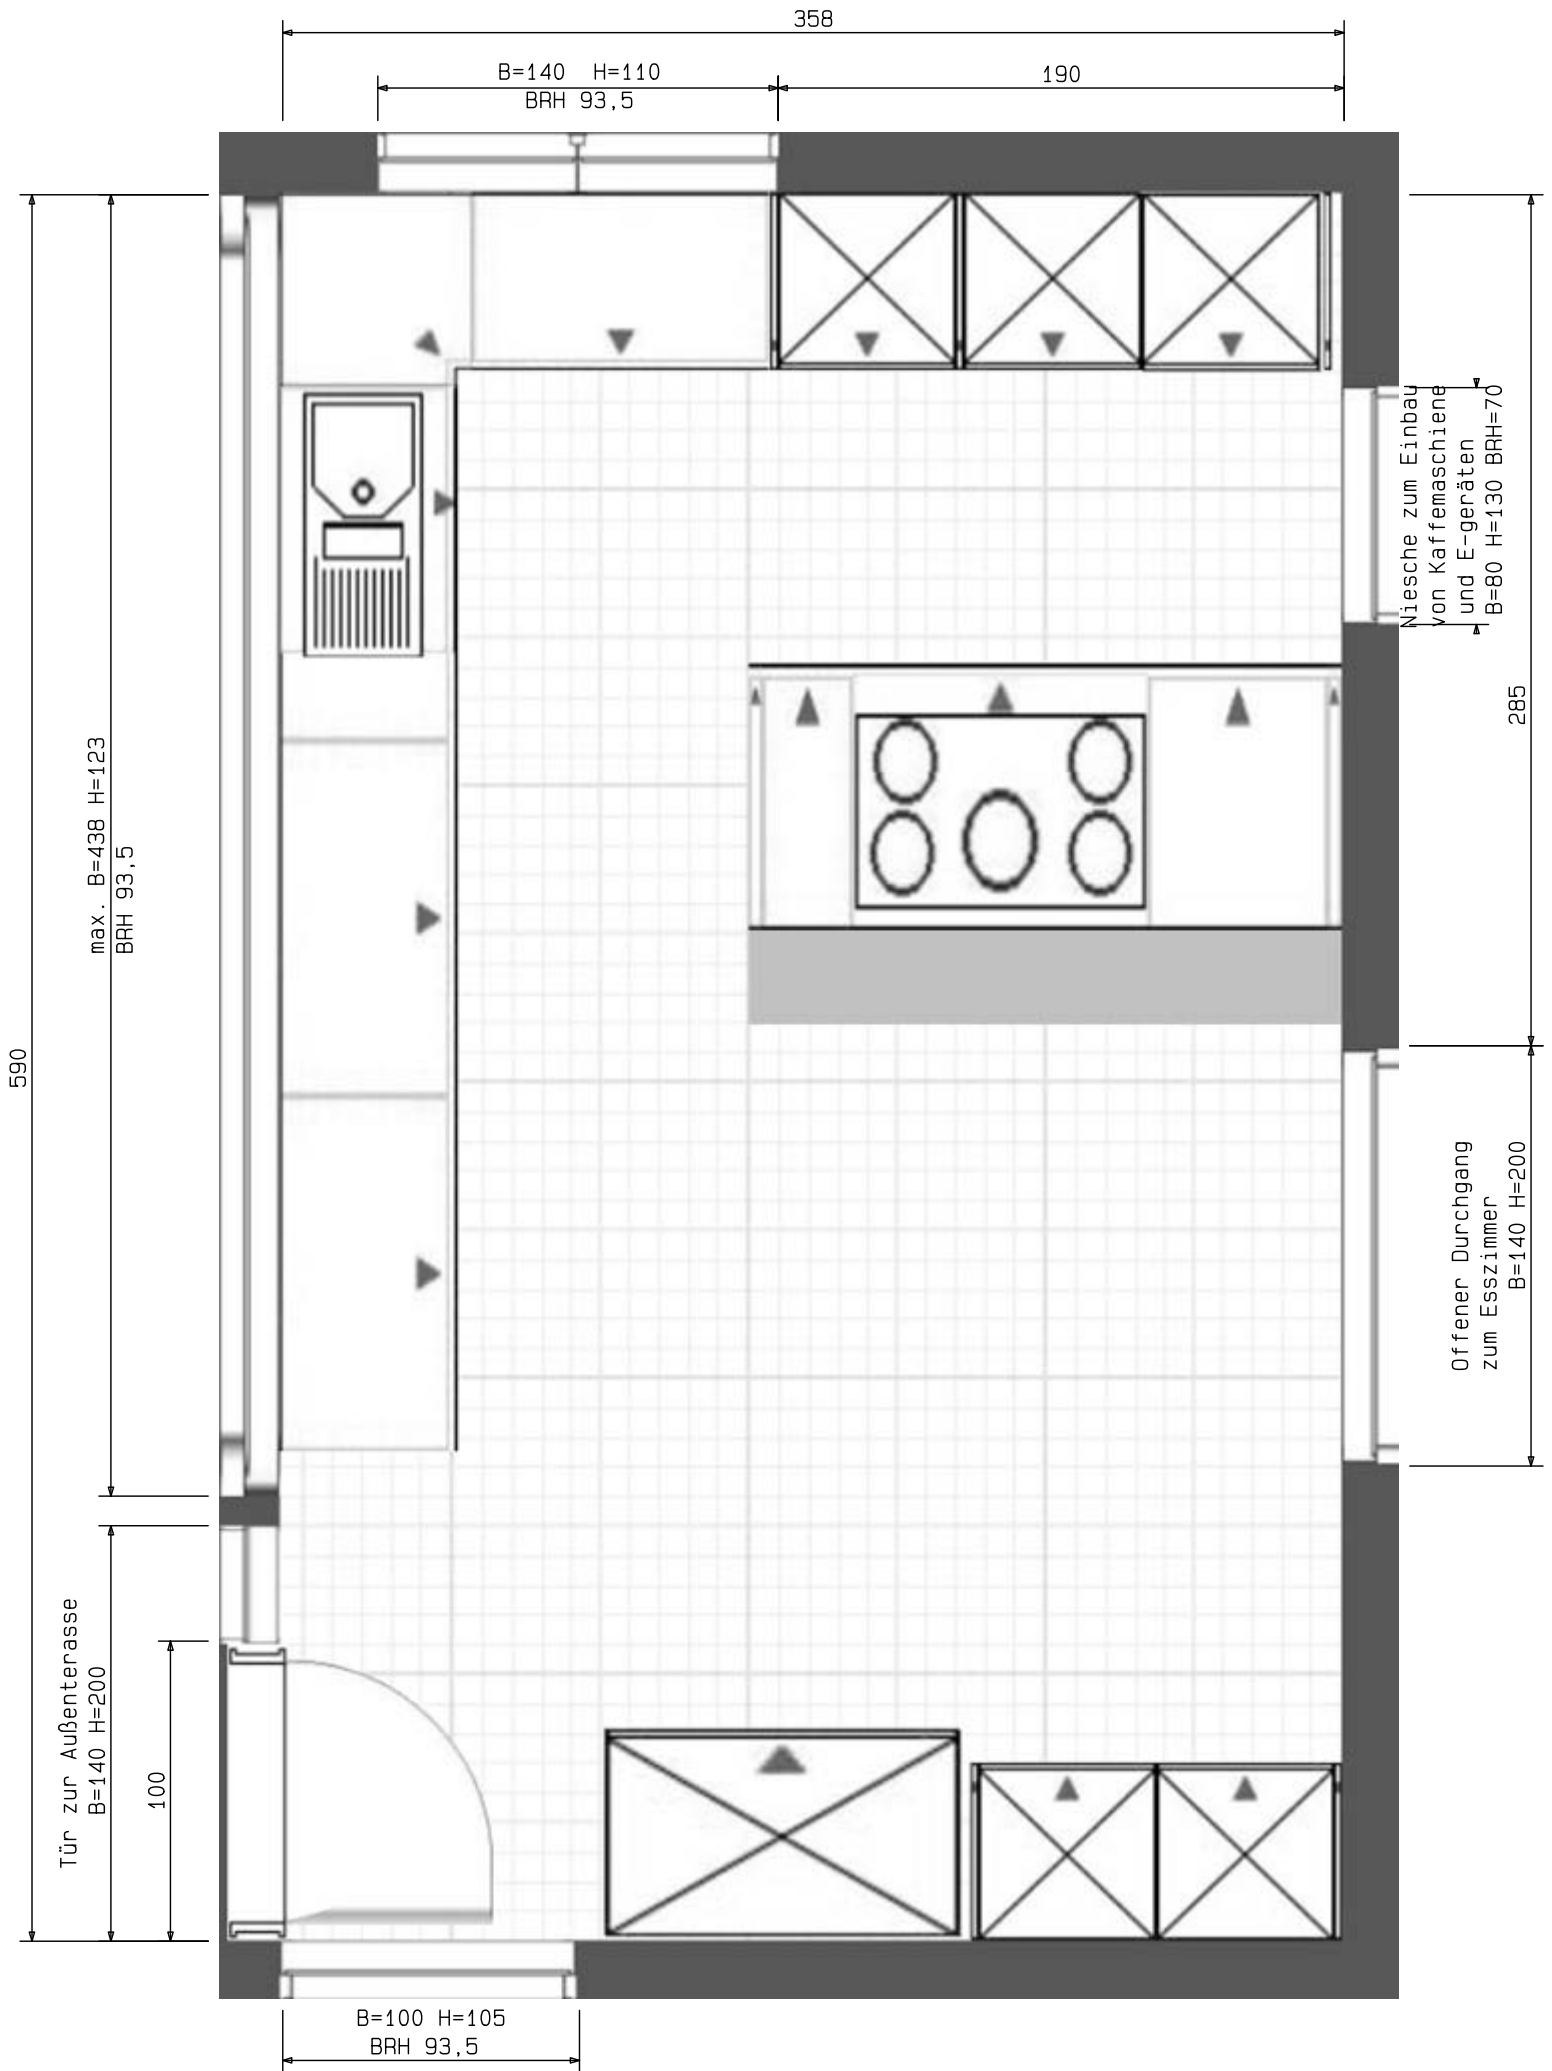 358
B=140 H=110
BRH 93,5
190
590
max. B=438 H=123
BRH 93,5
Niesche zum Einbau
von Kaffemaschiene
und E-geräten
B=80 H=130 BRH=70
285
Offener Durchgang
zum Esszimmer
B=140 H=200
Tür zur Außenterasse
B=140 H=200
100
B=100 H=105
BRH 93,5